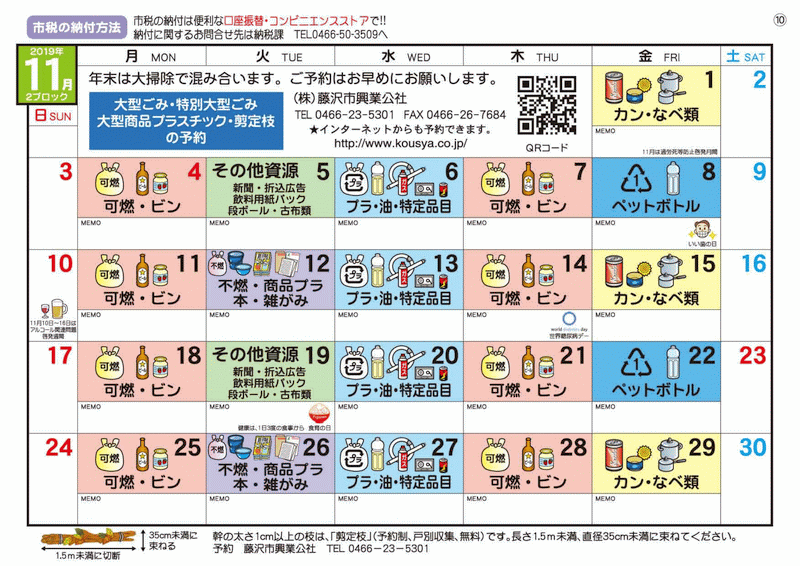 市税の納付方法
市税の納付は便利な口座振替・コンビニエンスストアで!!
納付に関するお問合せ先は納税課 TEL0466-50-3509へ
⑩
2019年
11月
2ブロック
日 SUN
月 MON
火 TUE
水 WED
木 THU
金 FRI
土 SAT
年末は大掃除で混み合います。ご予約はお早めにお願いします。
大型ごみ・特別大型ごみ
大型商品プラスチック・剪定枝
の予約
(株)藤沢市興業公社
TEL 0466-23-5301 FAX 0466-26-7684
★インターネットからも予約できます。
http://www.kousya.co.jp/
QRコード
1
カン・なべ類
MEMO
11月は過労死等防止啓発月間
2
3
4
可燃
可燃・ビン
MEMO
その他資源 5
新聞・折込広告
飲料用紙パック
段ボール・古布類
MEMO
6
プラ
プラ・油・特定品目
MEMO
7
可燃
可燃・ビン
MEMO
8
ペットボトル
MEMO
いい歯の日
9
10
11月10日~16日は
アルコール関連問題
啓発週間
11
可燃
可燃・ビン
MEMO
12
不燃
不燃・商品プラ
本・雑がみ
MEMO
13
プラ
プラ・油・特定品目
MEMO
14
可燃
可燃・ビン
MEMO
world diabetes day
世界糖尿病デー
15
カン・なべ類
MEMO
16
17
18
可燃
可燃・ビン
MEMO
その他資源 19
新聞・折込広告
飲料用紙パック
段ボール・古布類
MEMO
健康は、1日3度の食事から 食育の日
20
プラ
プラ・油・特定品目
MEMO
21
可燃
可燃・ビン
MEMO
22
ペットボトル
MEMO
23
24
25
可燃
可燃・ビン
MEMO
26
不燃
不燃・商品プラ
本・雑がみ
MEMO
27
プラ
プラ・油・特定品目
MEMO
28
可燃
可燃・ビン
MEMO
29
カン・なべ類
MEMO
30
35cm未満に
束ねる
1.5m未満に切断
幹の太さ1cm以上の枝は、「剪定枝」(予約制、戸別収集、無料)です。長さ1.5m未満、直径35cm未満に束ねてください。
予約 藤沢市興業公社 TEL 0466-23-5301